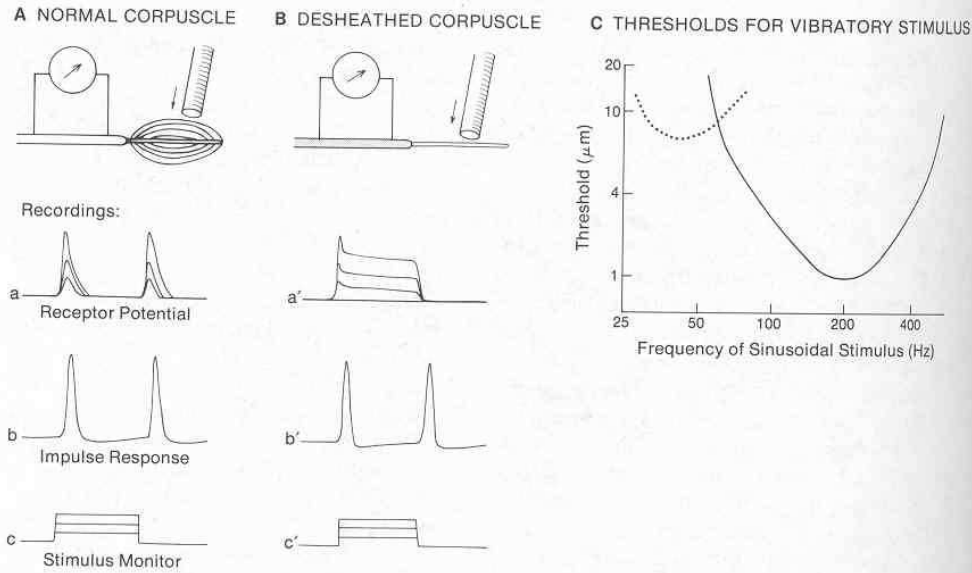 A NORMAL CORPUSCLE
B DESHEATHED CORPUSCLE
C THRESHOLDS FOR VIBRATORY STIMULUS
Recordings:
a
Receptor Potential
b
Impulse Response
c
Stimulus Monitor
a'
b'
c'
Threshold (μm)
20
10
4
1
25
50
100
200
400
Frequency of Sinusoidal Stimulus (Hz)